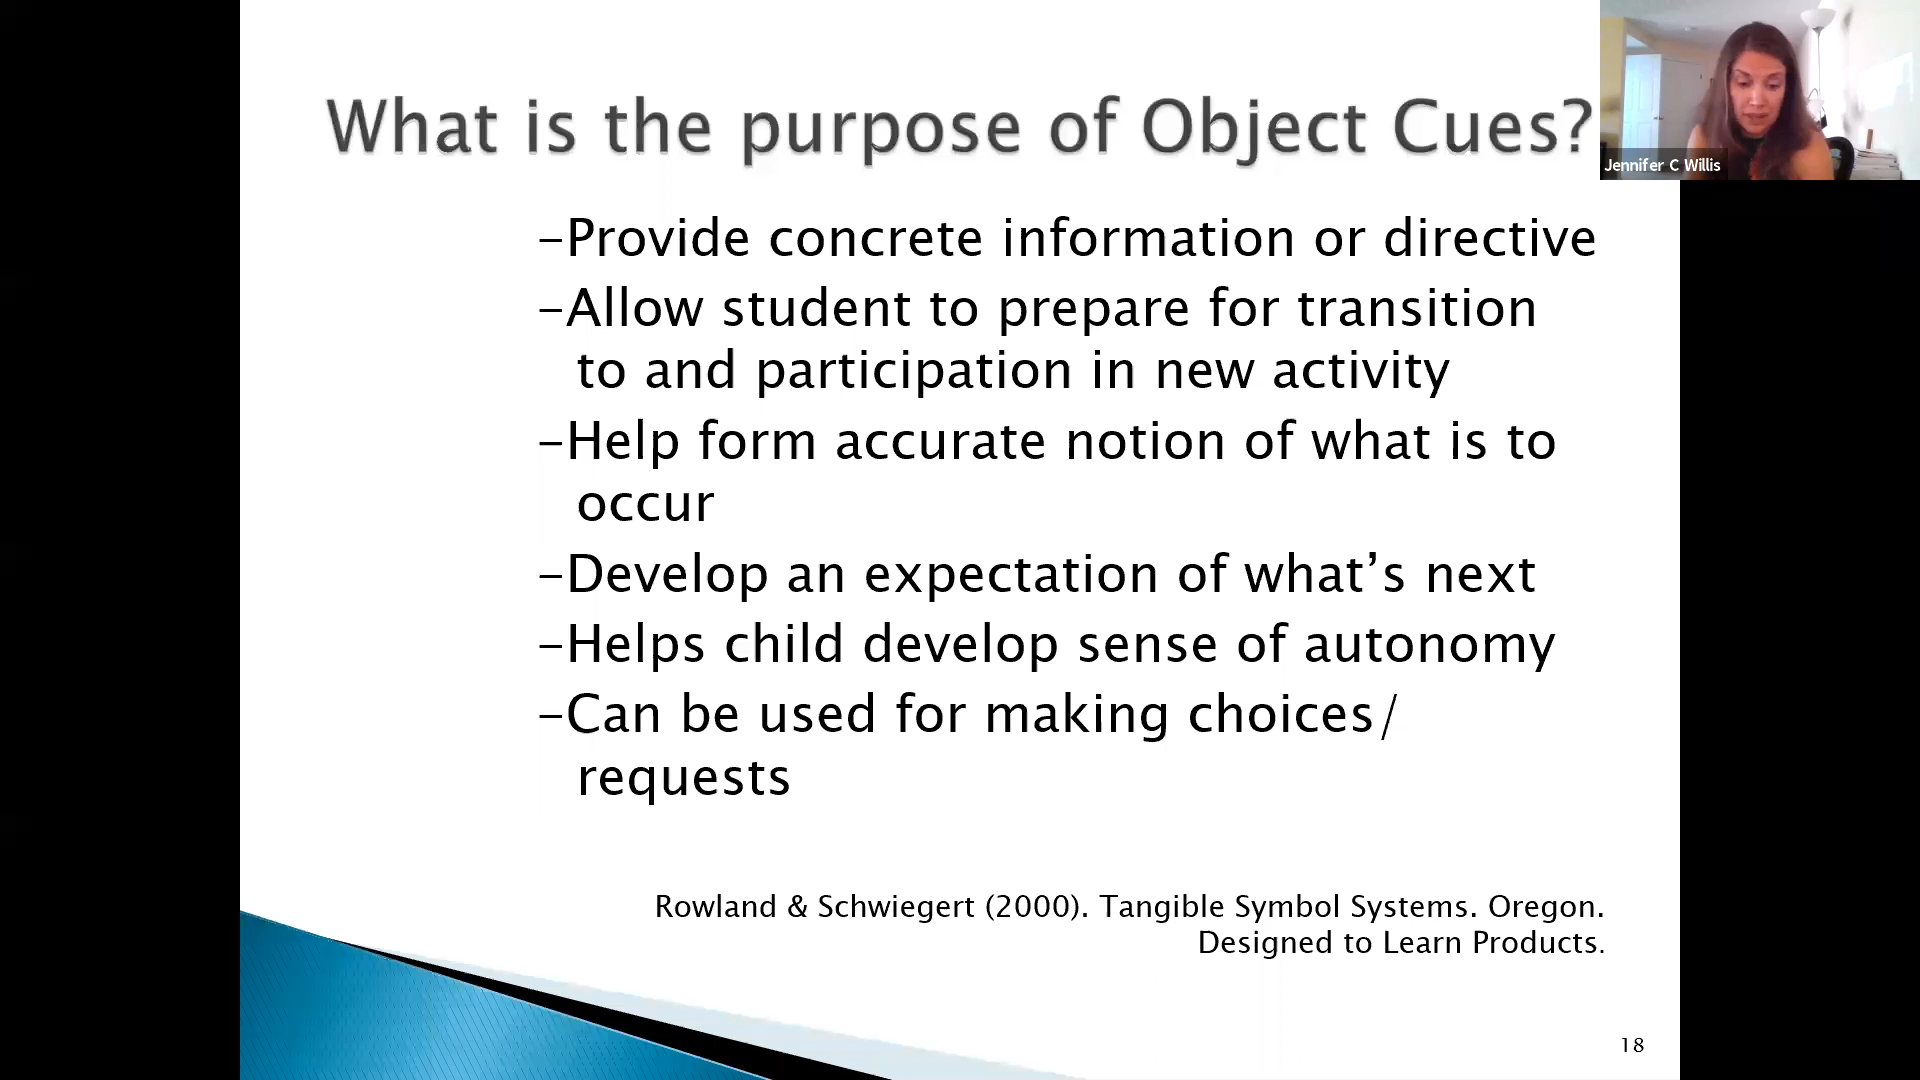 What is the purpose of Object Cues?
Jennifer C Willis
–Provide concrete information or directive
–Allow student to prepare for transition
to and participation in new activity
–Help form accurate notion of what is to
occur
–Develop an expectation of what’s next
–Helps child develop sense of autonomy
–Can be used for making choices/
requests
Rowland & Schwiegert (2000). Tangible Symbol Systems. Oregon.
Designed to Learn Products.
18